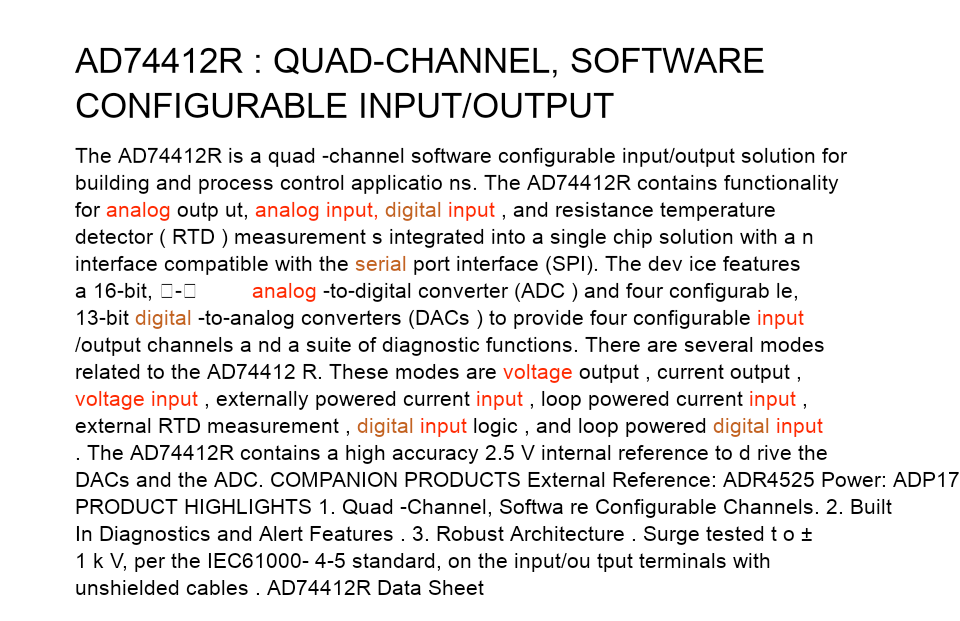 AD74412R : QUAD-CHANNEL, SOFTWARE
CONFIGURABLE INPUT/OUTPUT
The AD74412R is a quad -channel software configurable input/output solution for
building and process control applicatio ns. The AD74412R contains functionality
for analog outp ut, analog input, digital input , and resistance temperature
detector ( RTD ) measurement s integrated into a single chip solution with a n
interface compatible with the serial port interface (SPI). The dev ice features
a 16-bit, □-□ analog -to-digital converter (ADC ) and four configurab le,
13-bit digital -to-analog converters (DACs ) to provide four configurable input
/output channels a nd a suite of diagnostic functions. There are several modes
related to the AD74412 R. These modes are voltage output , current output ,
voltage input , externally powered current input , loop powered current input ,
external RTD measurement , digital input logic , and loop powered digital input
. The AD74412R contains a high accuracy 2.5 V internal reference to d rive the
DACs and the ADC. COMPANION PRODUCTS External Reference: ADR4525 Power: ADP17
PRODUCT HIGHLIGHTS 1. Quad -Channel, Softwa re Configurable Channels. 2. Built
In Diagnostics and Alert Features . 3. Robust Architecture . Surge tested t o ±
1 k V, per the IEC61000- 4-5 standard, on the input/ou tput terminals with
unshielded cables . AD74412R Data Sheet